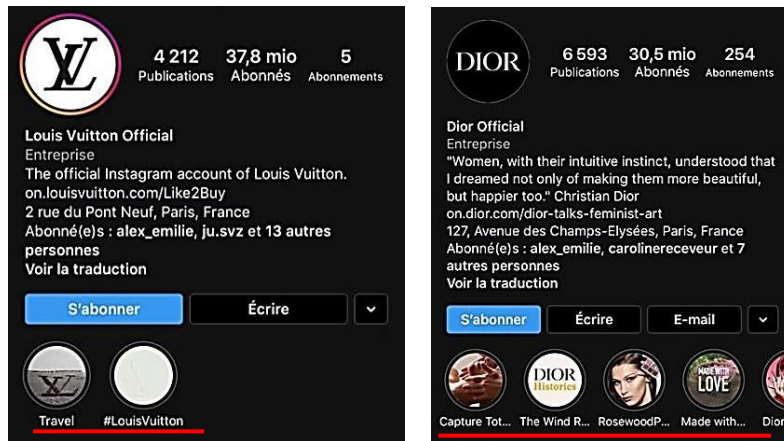 LV
4 212 37,8 mio 5
Publications Abonnés Abonnements
Louis Vuitton Official
Entreprise
The official Instagram account of Louis Vuitton.
on.louisvuitton.com/Like2Buy
2 rue du Pont Neuf, Paris, France
Abonné(e)s : alex_emilie, ju.svz et 13 autres
personnes
Voir la traduction
S'abonner Écrire
LV
Travel #LouisVuitton
DIOR
6 593 30,5 mio 254
Publications Abonnés Abonnements
Dior Official
Entreprise
"Women, with their intuitive instinct, understood that
I dreamed not only of making them more beautiful,
but happier too." Christian Dior
on.dior.com/dior-talks-feminist-art
127, Avenue des Champs-Elysées, Paris, France
Abonné(e)s : alex_emilie, carolinereceveur et 7
autres personnes
Voir la traduction
S'abonner Écrire E-mail
DIOR
Historics
MADE WITH
LOVE
Capture Tot... The Wind R... RosewoodP... Made with... Dior